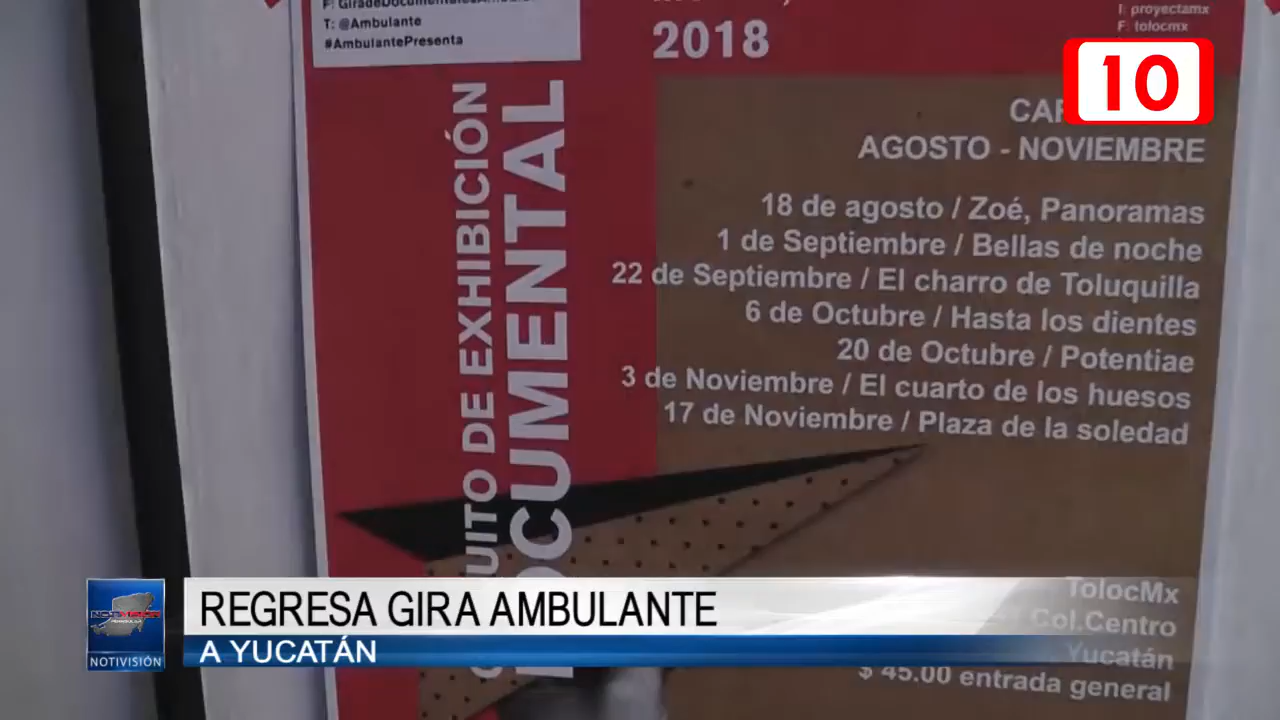 T: @Ambulante
#AmbulantePresenta
2018
T: proyectamx
F: tolocmx
10
AGOSTO - NOVIEMBRE
18 de agosto / Zoé, Panoramas
1 de Septiembre / Bellas de noche
22 de Septiembre / El charro de Toluquilla
6 de Octubre / Hasta los dientes
20 de Octubre / Potentiae
3 de Noviembre / El cuarto de los huesos
17 de Noviembre / Plaza de la soledad
DE EXHIBICIÓN
DOCUMENTAL
TolocMx
Col.Centro
Yucatán
$ 45.00 entrada general
REGRESA GIRA AMBULANTE
A YUCATÁN
NOTIVISIÓN